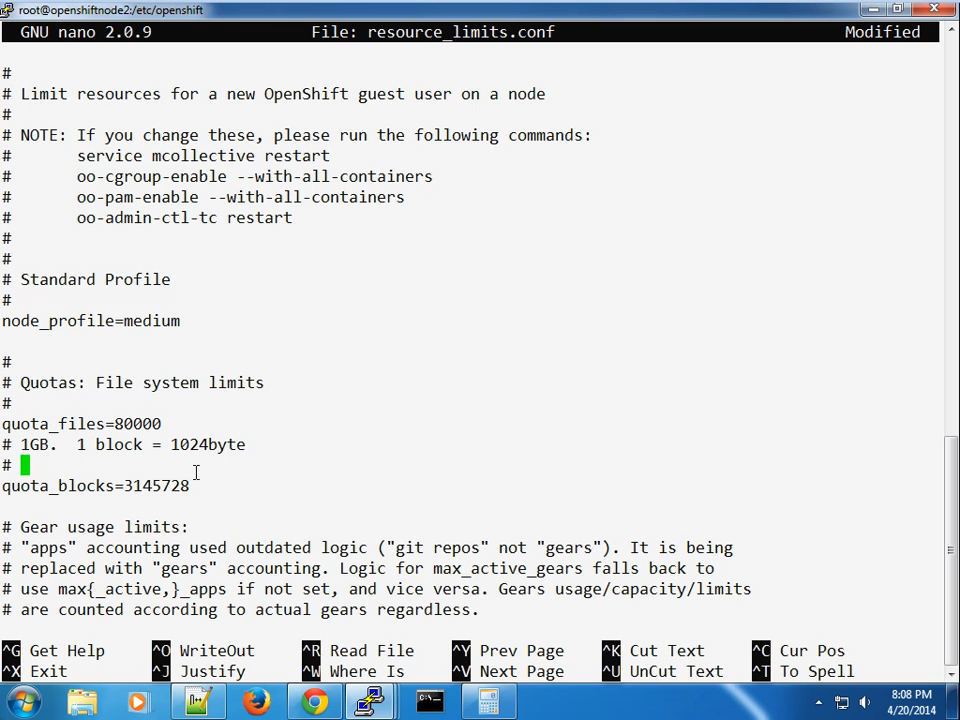 root@openshiftnode2:/etc/openshift
GNU nano 2.0.9 File: resource_limits.conf Modified
#
# Limit resources for a new OpenShift guest user on a node
#
# NOTE: If you change these, please run the following commands:
# service mcollective restart
# oo-cgroup-enable --with-all-containers
# oo-pam-enable --with-all-containers
# oo-admin-ctl-tc restart
#
#
# Standard Profile
#
node_profile=medium
#
# Quotas: File system limits
#
quota_files=80000
# 1GB. 1 block = 1024byte
#
quota_blocks=3145728
# Gear usage limits:
# "apps" accounting used outdated logic ("git repos" not "gears"). It is being
# replaced with "gears" accounting. Logic for max_active_gears falls back to
# use max{_active,}_apps if not set, and vice versa. Gears usage/capacity/limits
# are counted according to actual gears regardless.
^G Get Help ^O WriteOut ^R Read File ^Y Prev Page ^K Cut Text ^C Cur Pos
^X Exit ^J Justify ^W Where Is ^V Next Page ^U UnCut Text ^T To Spell
8:08 PM
4/20/2014